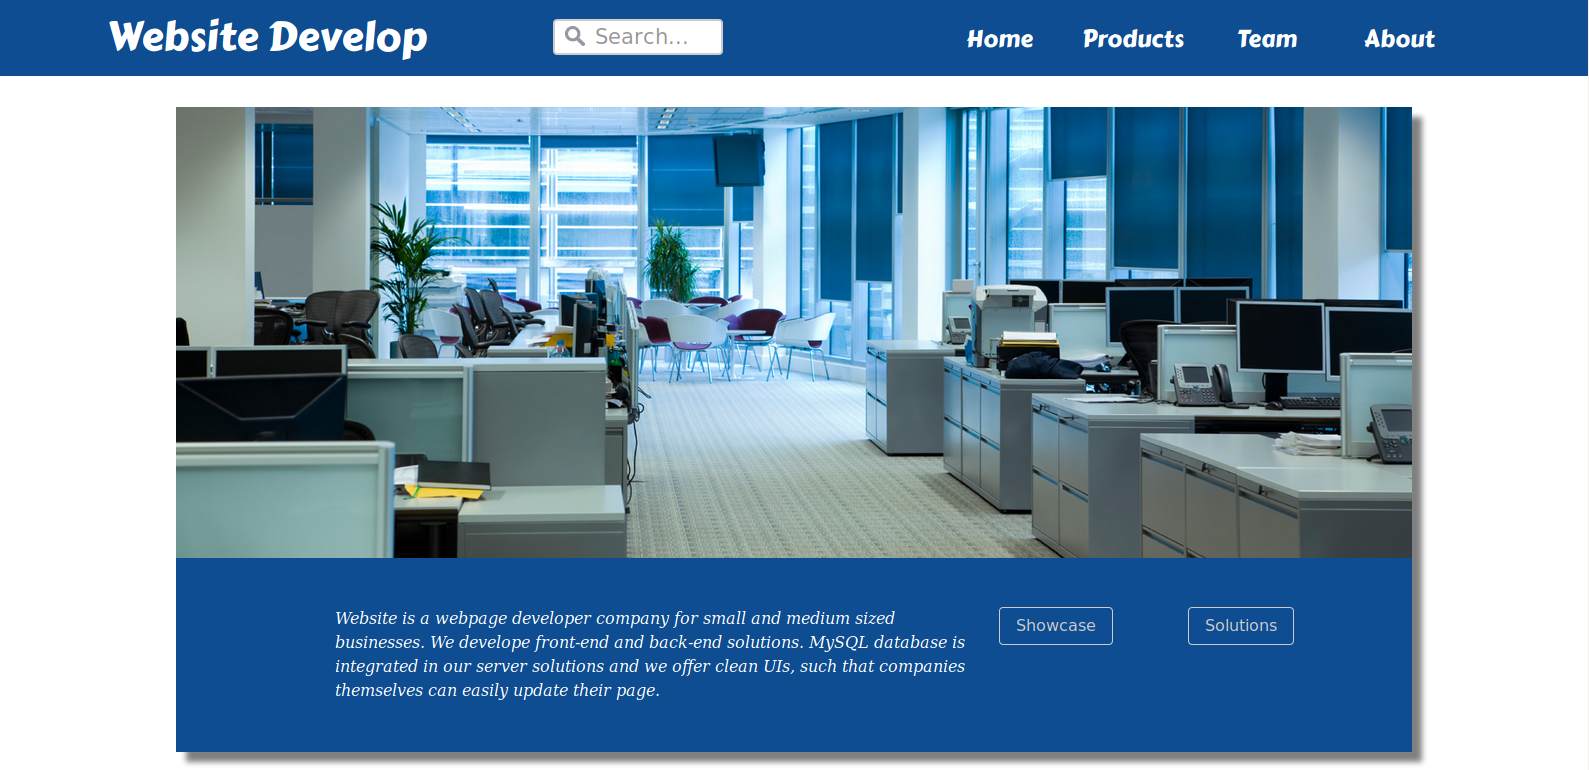 Website Develop
Search...
Home Products Team About
Website is a webpage developer company for small and medium sized
businesses. We develope front-end and back-end solutions. MySQL database is
integrated in our server solutions and we offer clean UIs, such that companies
themselves can easily update their page.
Showcase
Solutions